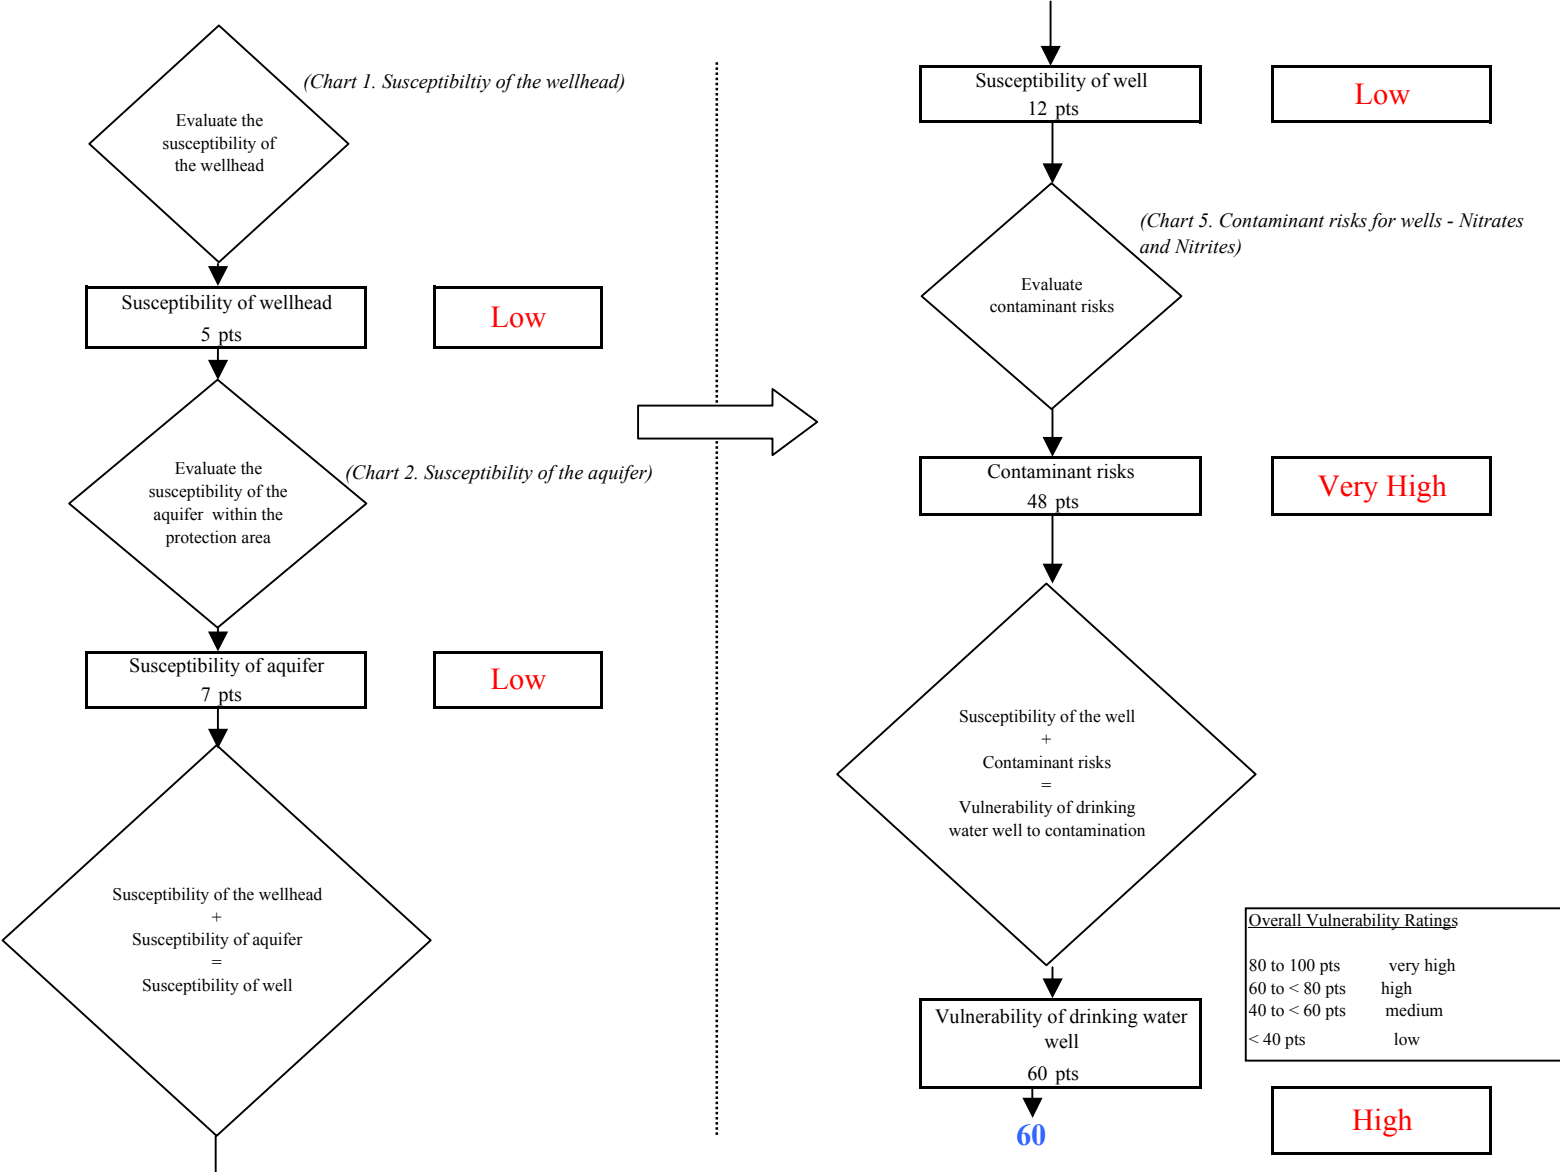 (Chart 1. Susceptibiltiy of the wellhead)
Evaluate the
susceptibility of
the wellhead
Susceptibility of wellhead
5 pts
Low
(Chart 2. Susceptibility of the aquifer)
Evaluate the
susceptibility of the
aquifer within the
protection area
Susceptibility of aquifer
7 pts
Low
Susceptibility of the wellhead
+
Susceptibility of aquifer
=
Susceptibility of well
Susceptibility of well
12 pts
Low
(Chart 5. Contaminant risks for wells - Nitrates
and Nitrites)
Evaluate
contaminant risks
Contaminant risks
48 pts
Very High
Susceptibility of the well
+
Contaminant risks
=
Vulnerability of drinking
water well to contamination
Overall Vulnerability Ratings
80 to 100 pts very high
60 to < 80 pts high
40 to < 60 pts medium
< 40 pts low
Vulnerability of drinking water
well
60 pts
60
High